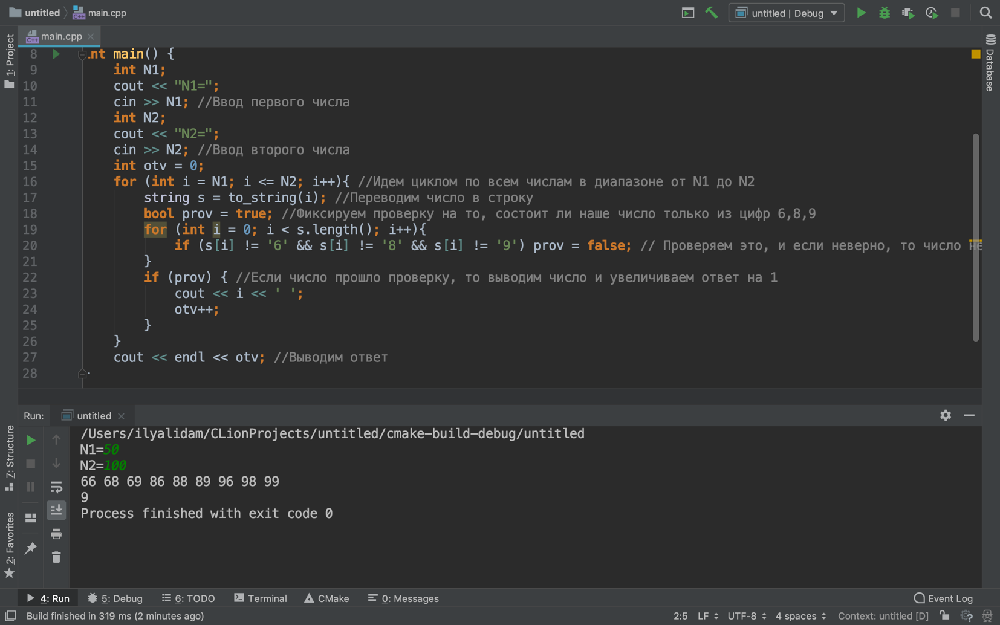 untitled main.cpp untitled | Debug
main.cpp
1: Project
Database
8 int main() {
9 int N1;
10 cout << "N1=";
11 cin >> N1; //Ввод первого числа
12 int N2;
13 cout << "N2=";
14 cin >> N2; //Ввод второго числа
15 int otv = 0;
16 for (int i = N1; i <= N2; i++){ //Идем циклом по всем числам в диапазоне от N1 до N2
17 string s = to_string(i); //Переводим число в строку
18 bool prov = true; //Фиксируем проверку на то, состоит ли наше число только из цифр 6,8,9
19 for (int i = 0; i < s.length(); i++){
20 if (s[i] != '6' && s[i] != '8' && s[i] != '9') prov = false; // Проверяем это, и если неверно, то число не
21 }
22 if (prov) { //Если число прошло проверку, то выводим число и увеличиваем ответ на 1
23 cout << i << ' ';
24 otv++;
25 }
26 }
27 cout << endl << otv; //Выводим ответ
28
Run: untitled
7: Structure
2: Favorites
/Users/ilyalidam/CLionProjects/untitled/cmake-build-debug/untitled
N1=50
N2=100
66 68 69 86 88 89 96 98 99
9
Process finished with exit code 0
4: Run 5: Debug 6: TODO Terminal CMake 0: Messages Event Log
Build finished in 319 ms (2 minutes ago) 2:5 LF UTF-8 4 spaces Context: untitled [D]